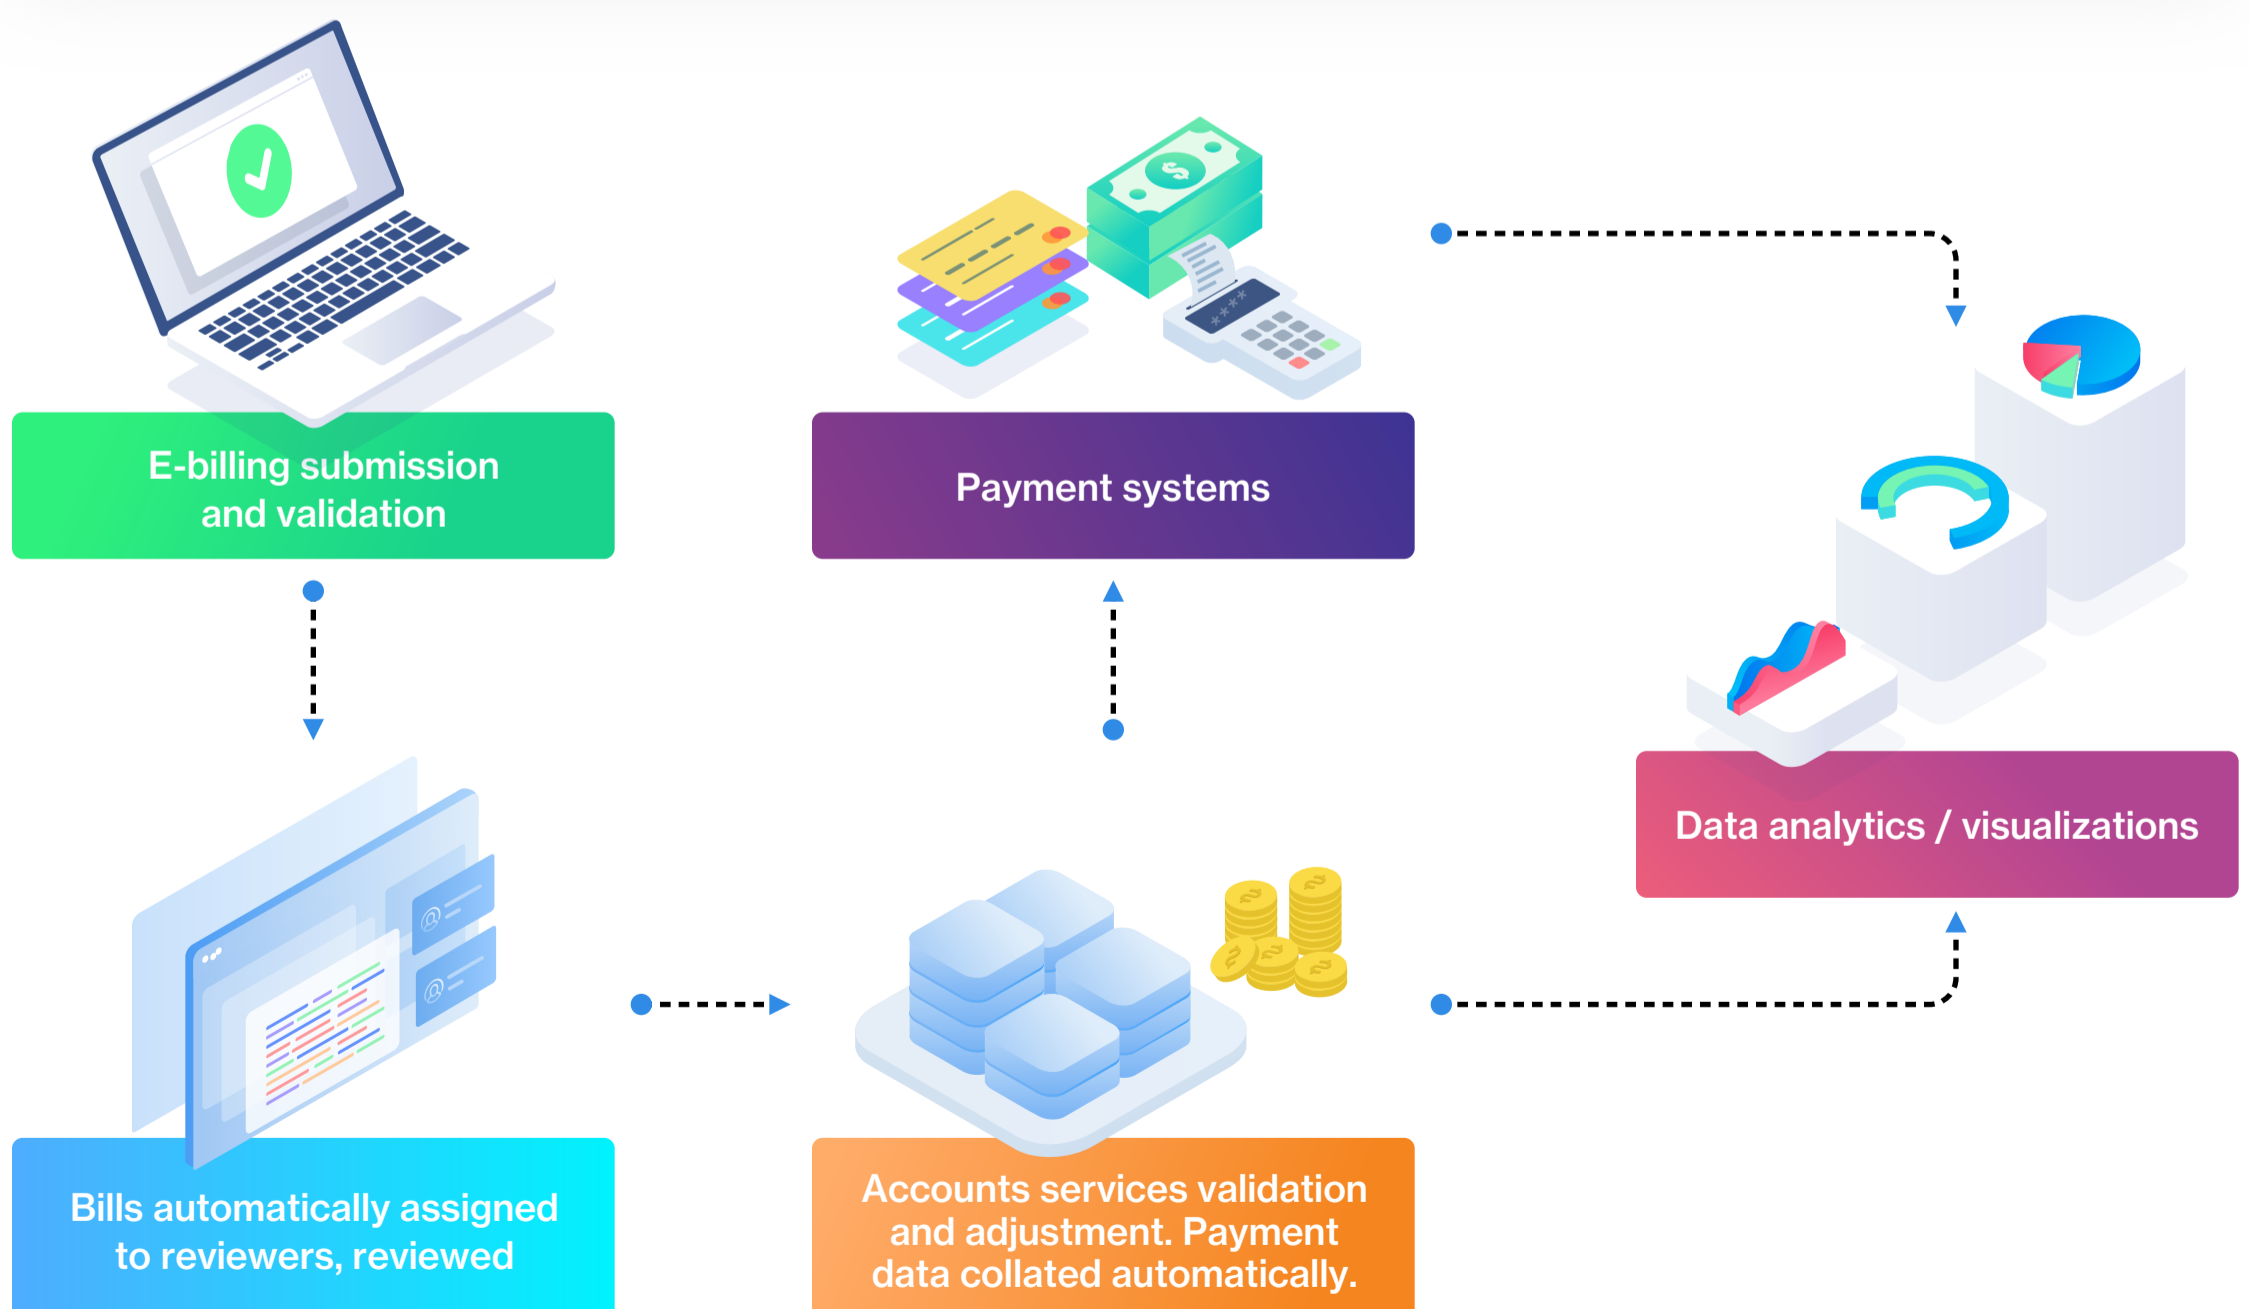 E-billing submission
and validation
Payment systems
Data analytics / visualizations
Bills automatically assigned
to reviewers, reviewed
Accounts services validation
and adjustment. Payment
data collated automatically.